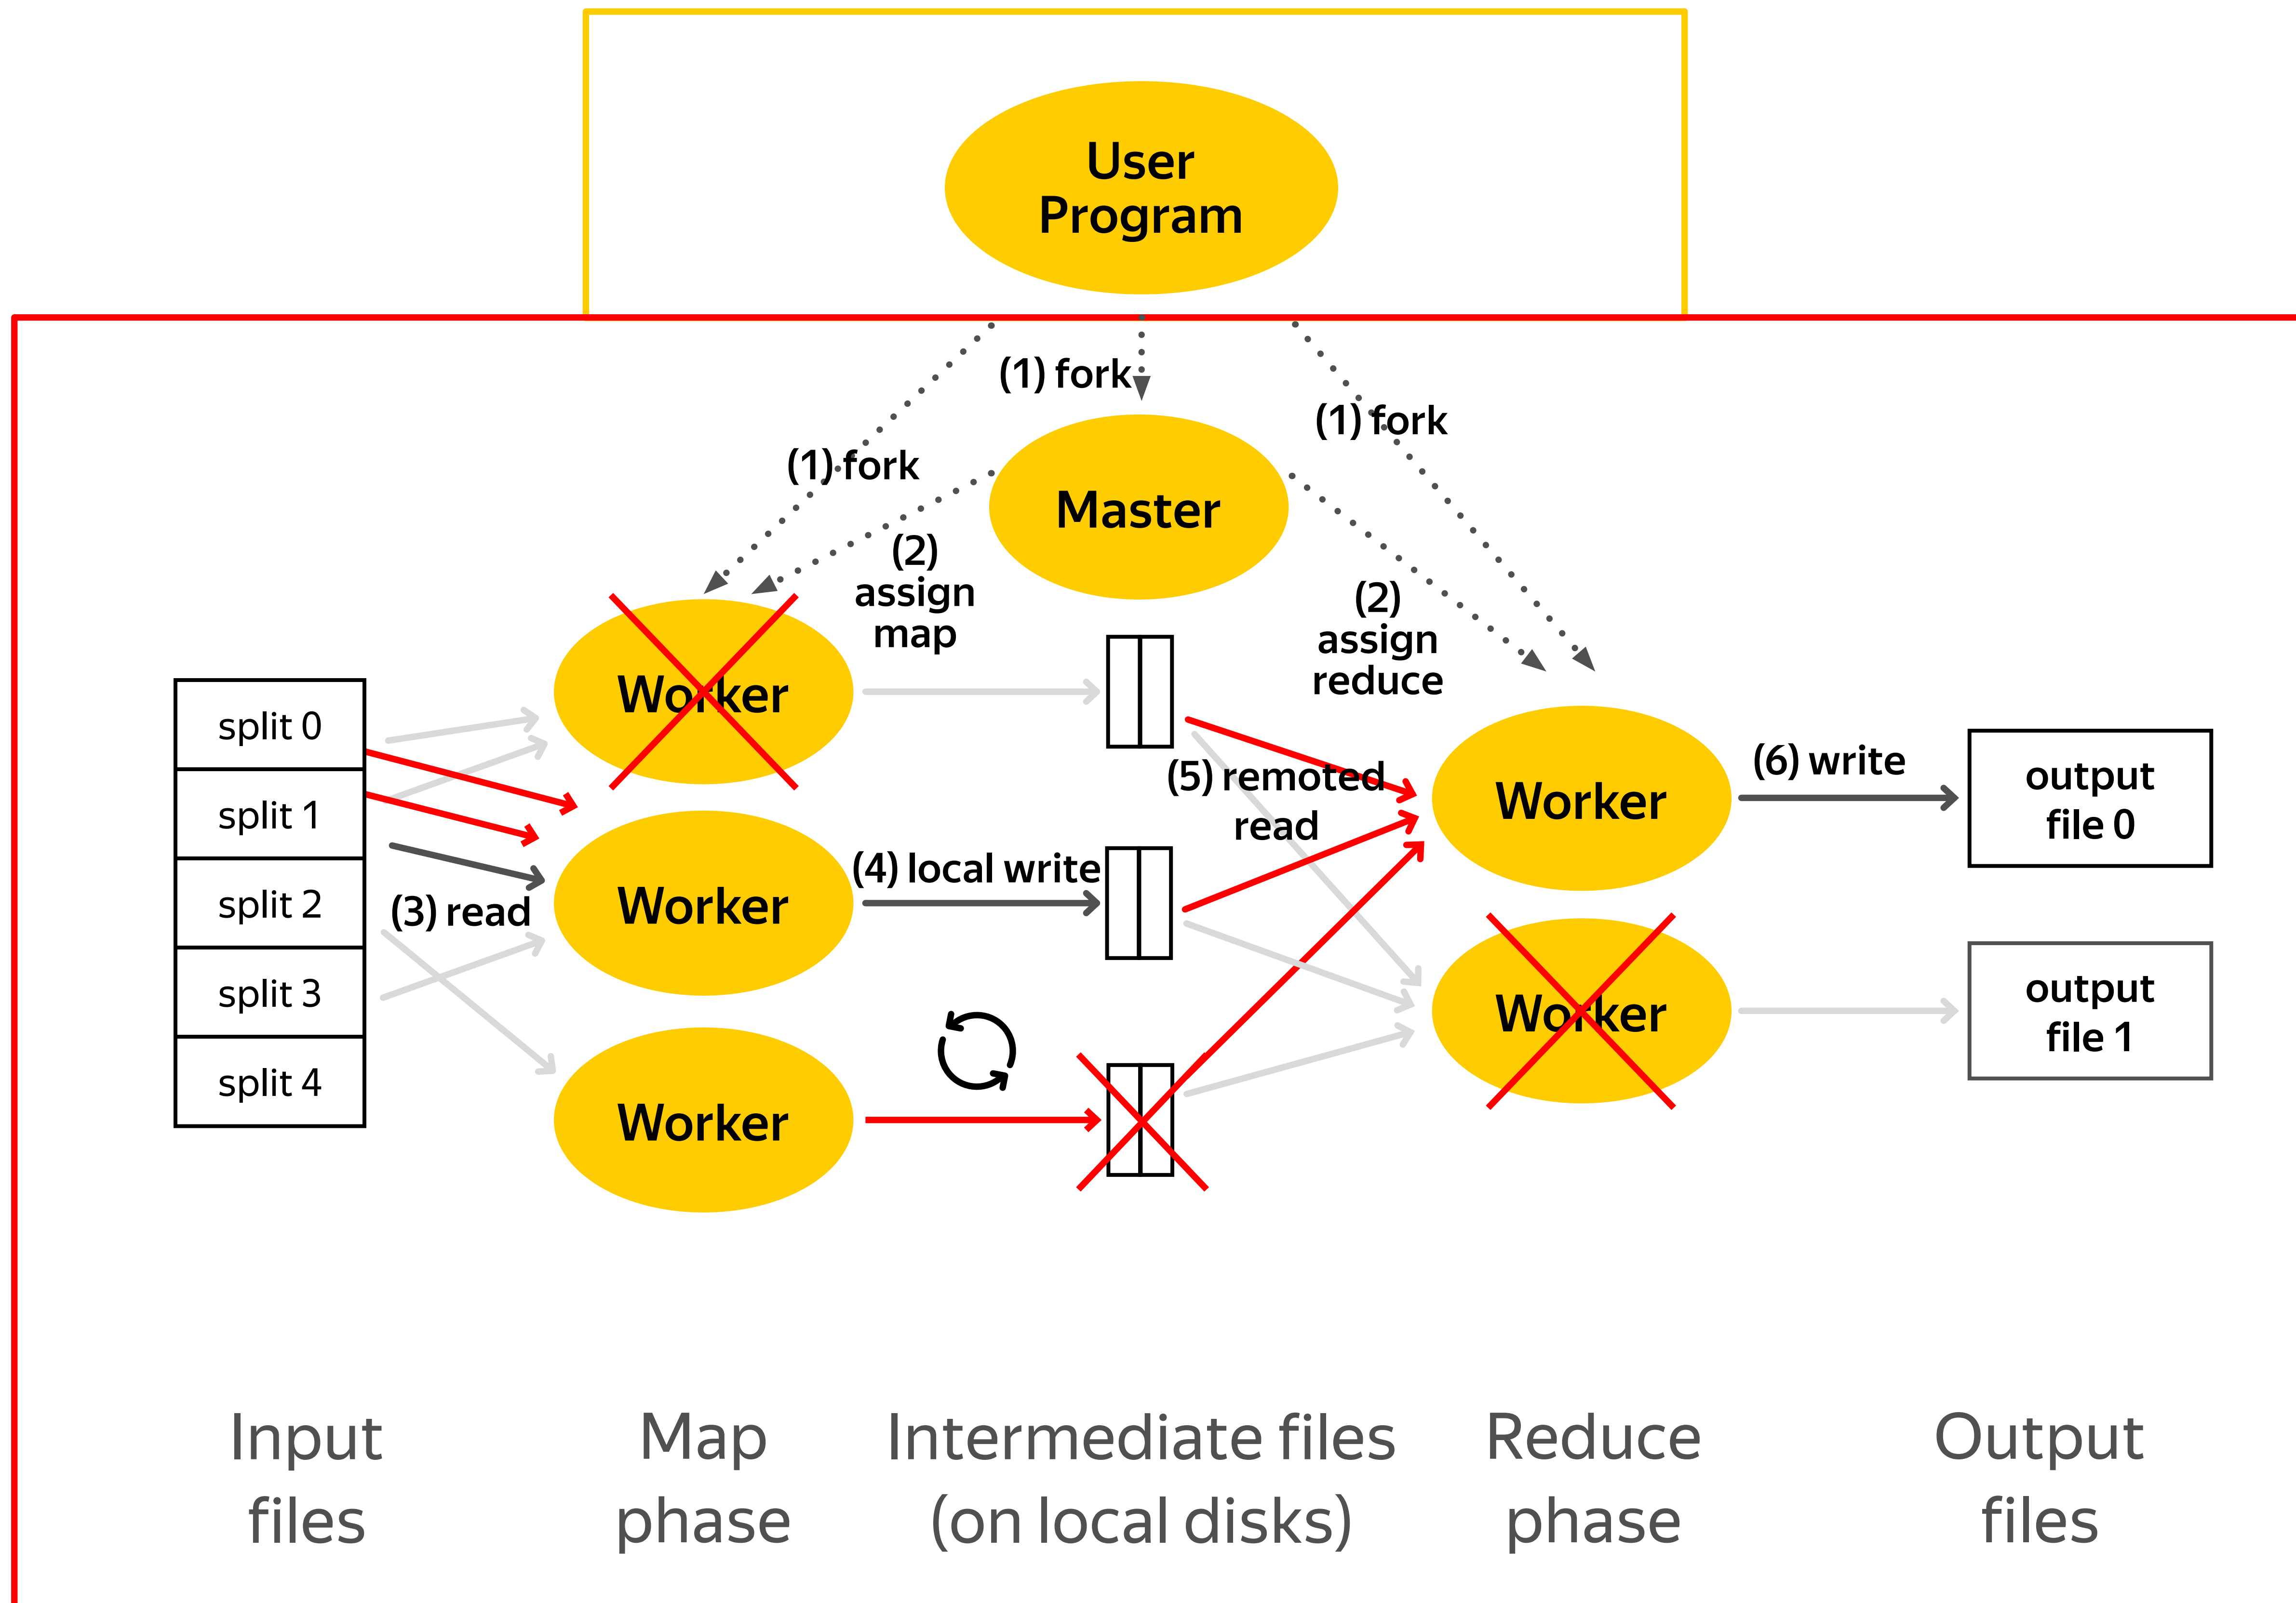 User
Program
(1) fork
(1) fork
(1) fork
Master
(2)
assign
map
(2)
assign
reduce
split 0
split 1
split 2
split 3
split 4
(3) read
Worker
Worker
Worker
(4) local write
(5) remoted
read
Worker
Worker
(6) write
output
file 0
output
file 1
Input
files
Map
phase
Intermediate files
(on local disks)
Reduce
phase
Output
files